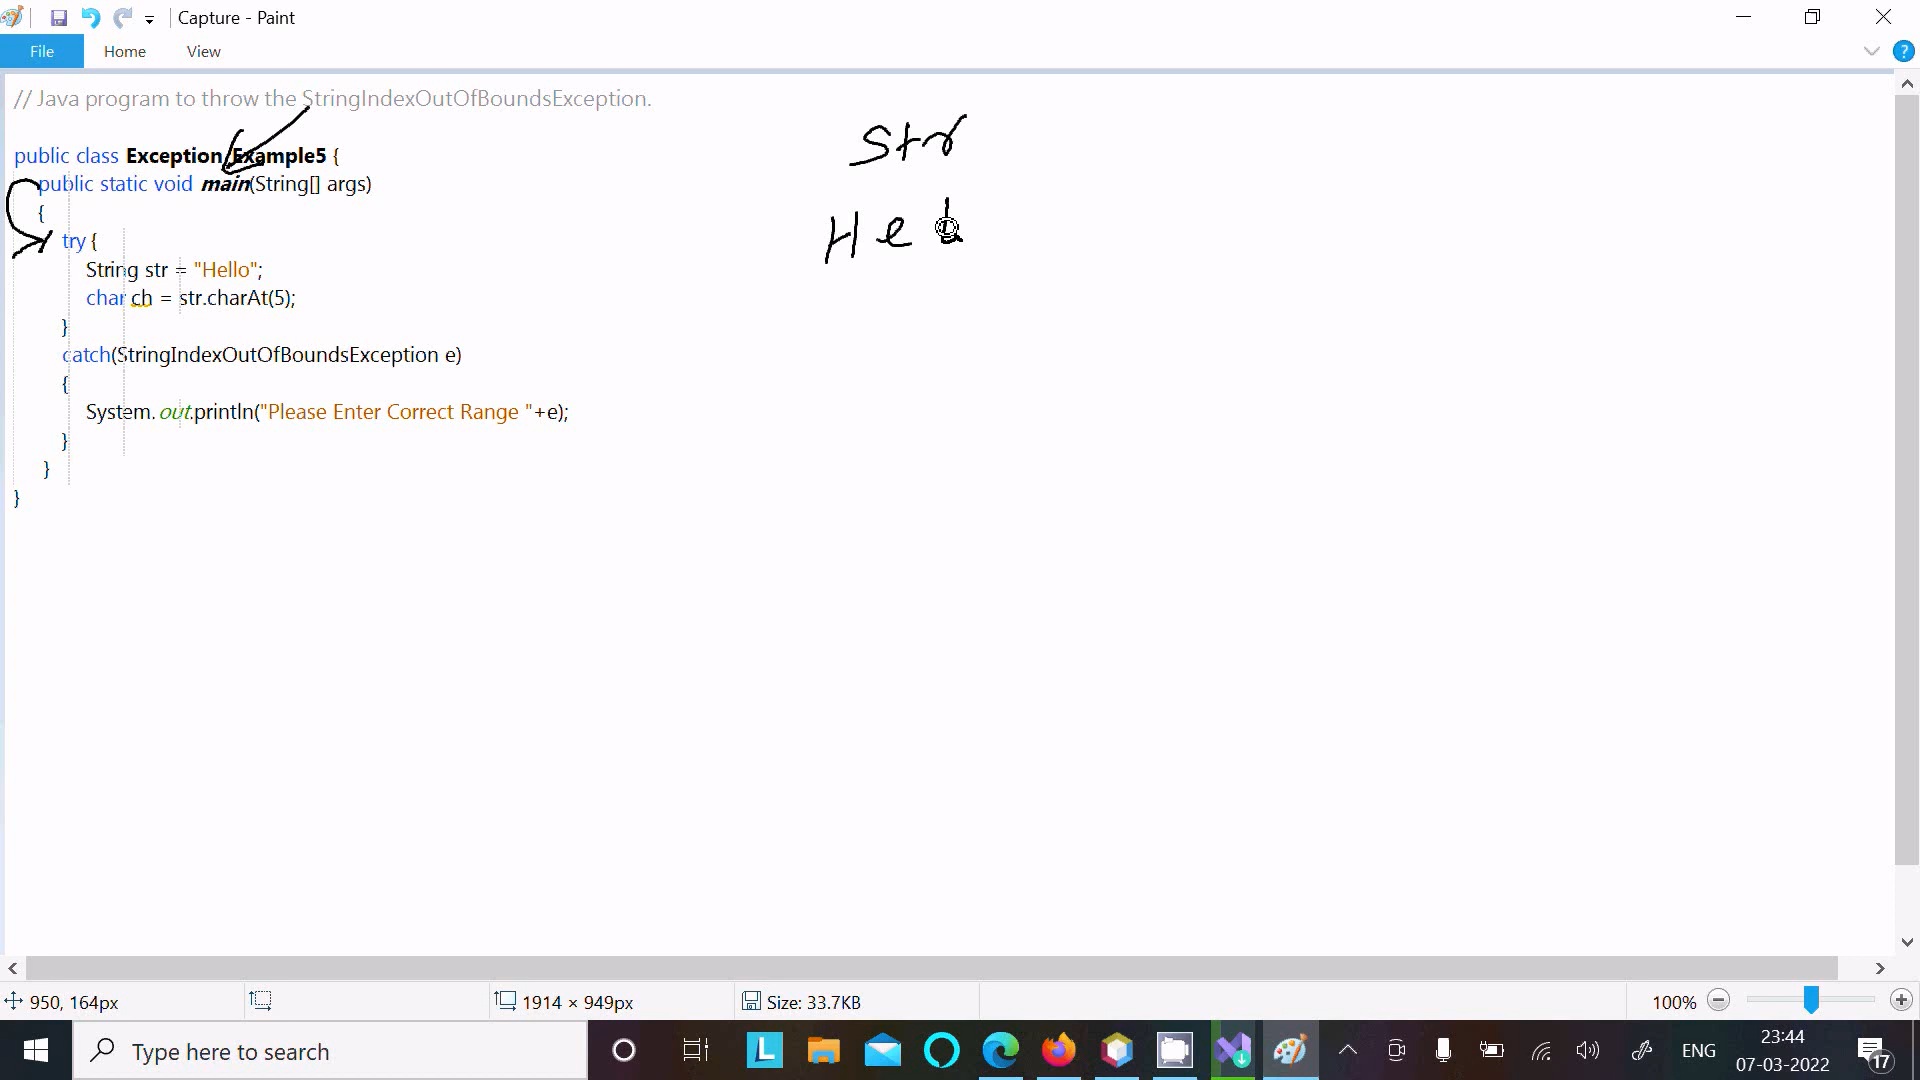 Capture - Paint
File Home View
// Java program to throw the StringIndexOutOfBoundsException.
public class Exception_Example5 {
public static void main(String[] args)
{
try {
String str = "Hello";
char ch = str.charAt(5);
}
catch(StringIndexOutOfBoundsException e)
{
System.out.println("Please Enter Correct Range "+e);
}
}
}
Str
He
950, 164px
1914 × 949px
Size: 33.7KB
100%
Type here to search
L
ENG
23:44
07-03-2022
17